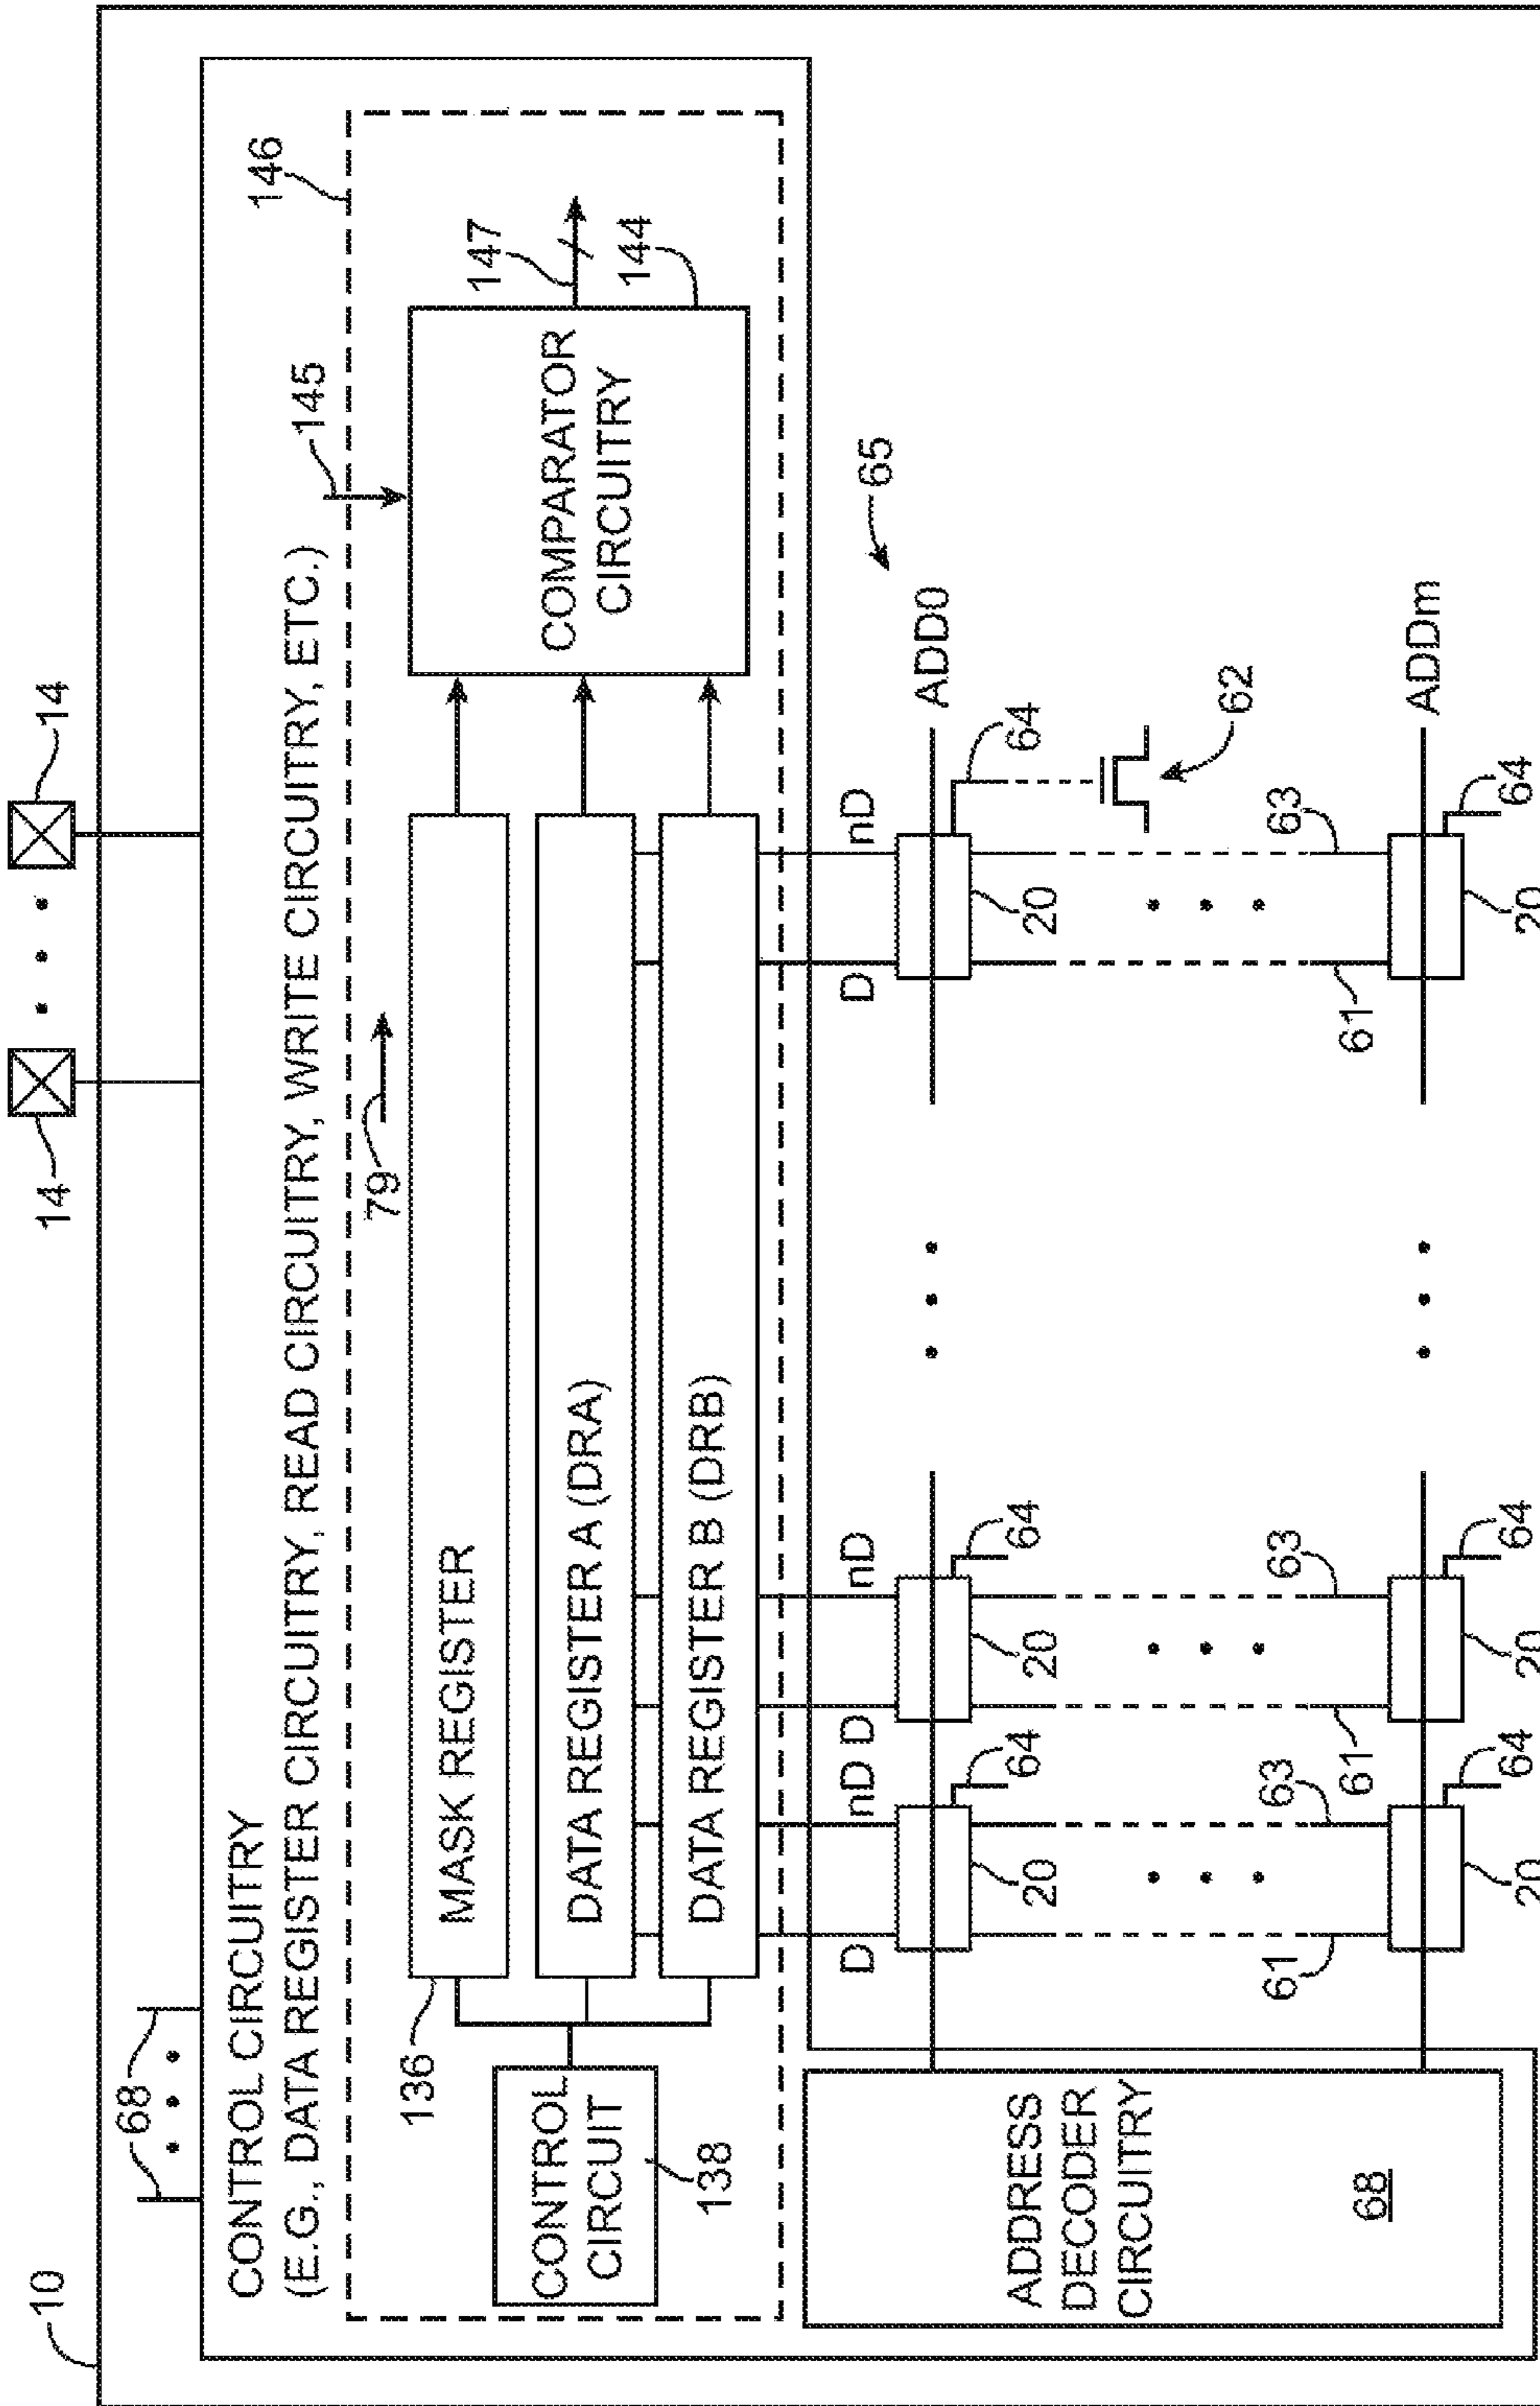 10
68
14
14
CONTROL CIRCUITRY
(E.G., DATA REGISTER CIRCUITRY, READ CIRCUITRY, WRITE CIRCUITRY, ETC.)
145
146
79
136
MASK REGISTER
DATA REGISTER A (DRA)
DATA REGISTER B (DRB)
CONTROL
CIRCUIT
138
COMPARATOR
CIRCUITRY
147
144
65
D
nD
D
nD
D
nD
ADD0
20
64
20
64
20
64
62
61
63
61
63
61
63
ADDm
20
64
20
64
20
64
ADDRESS
DECODER
CIRCUITRY
68